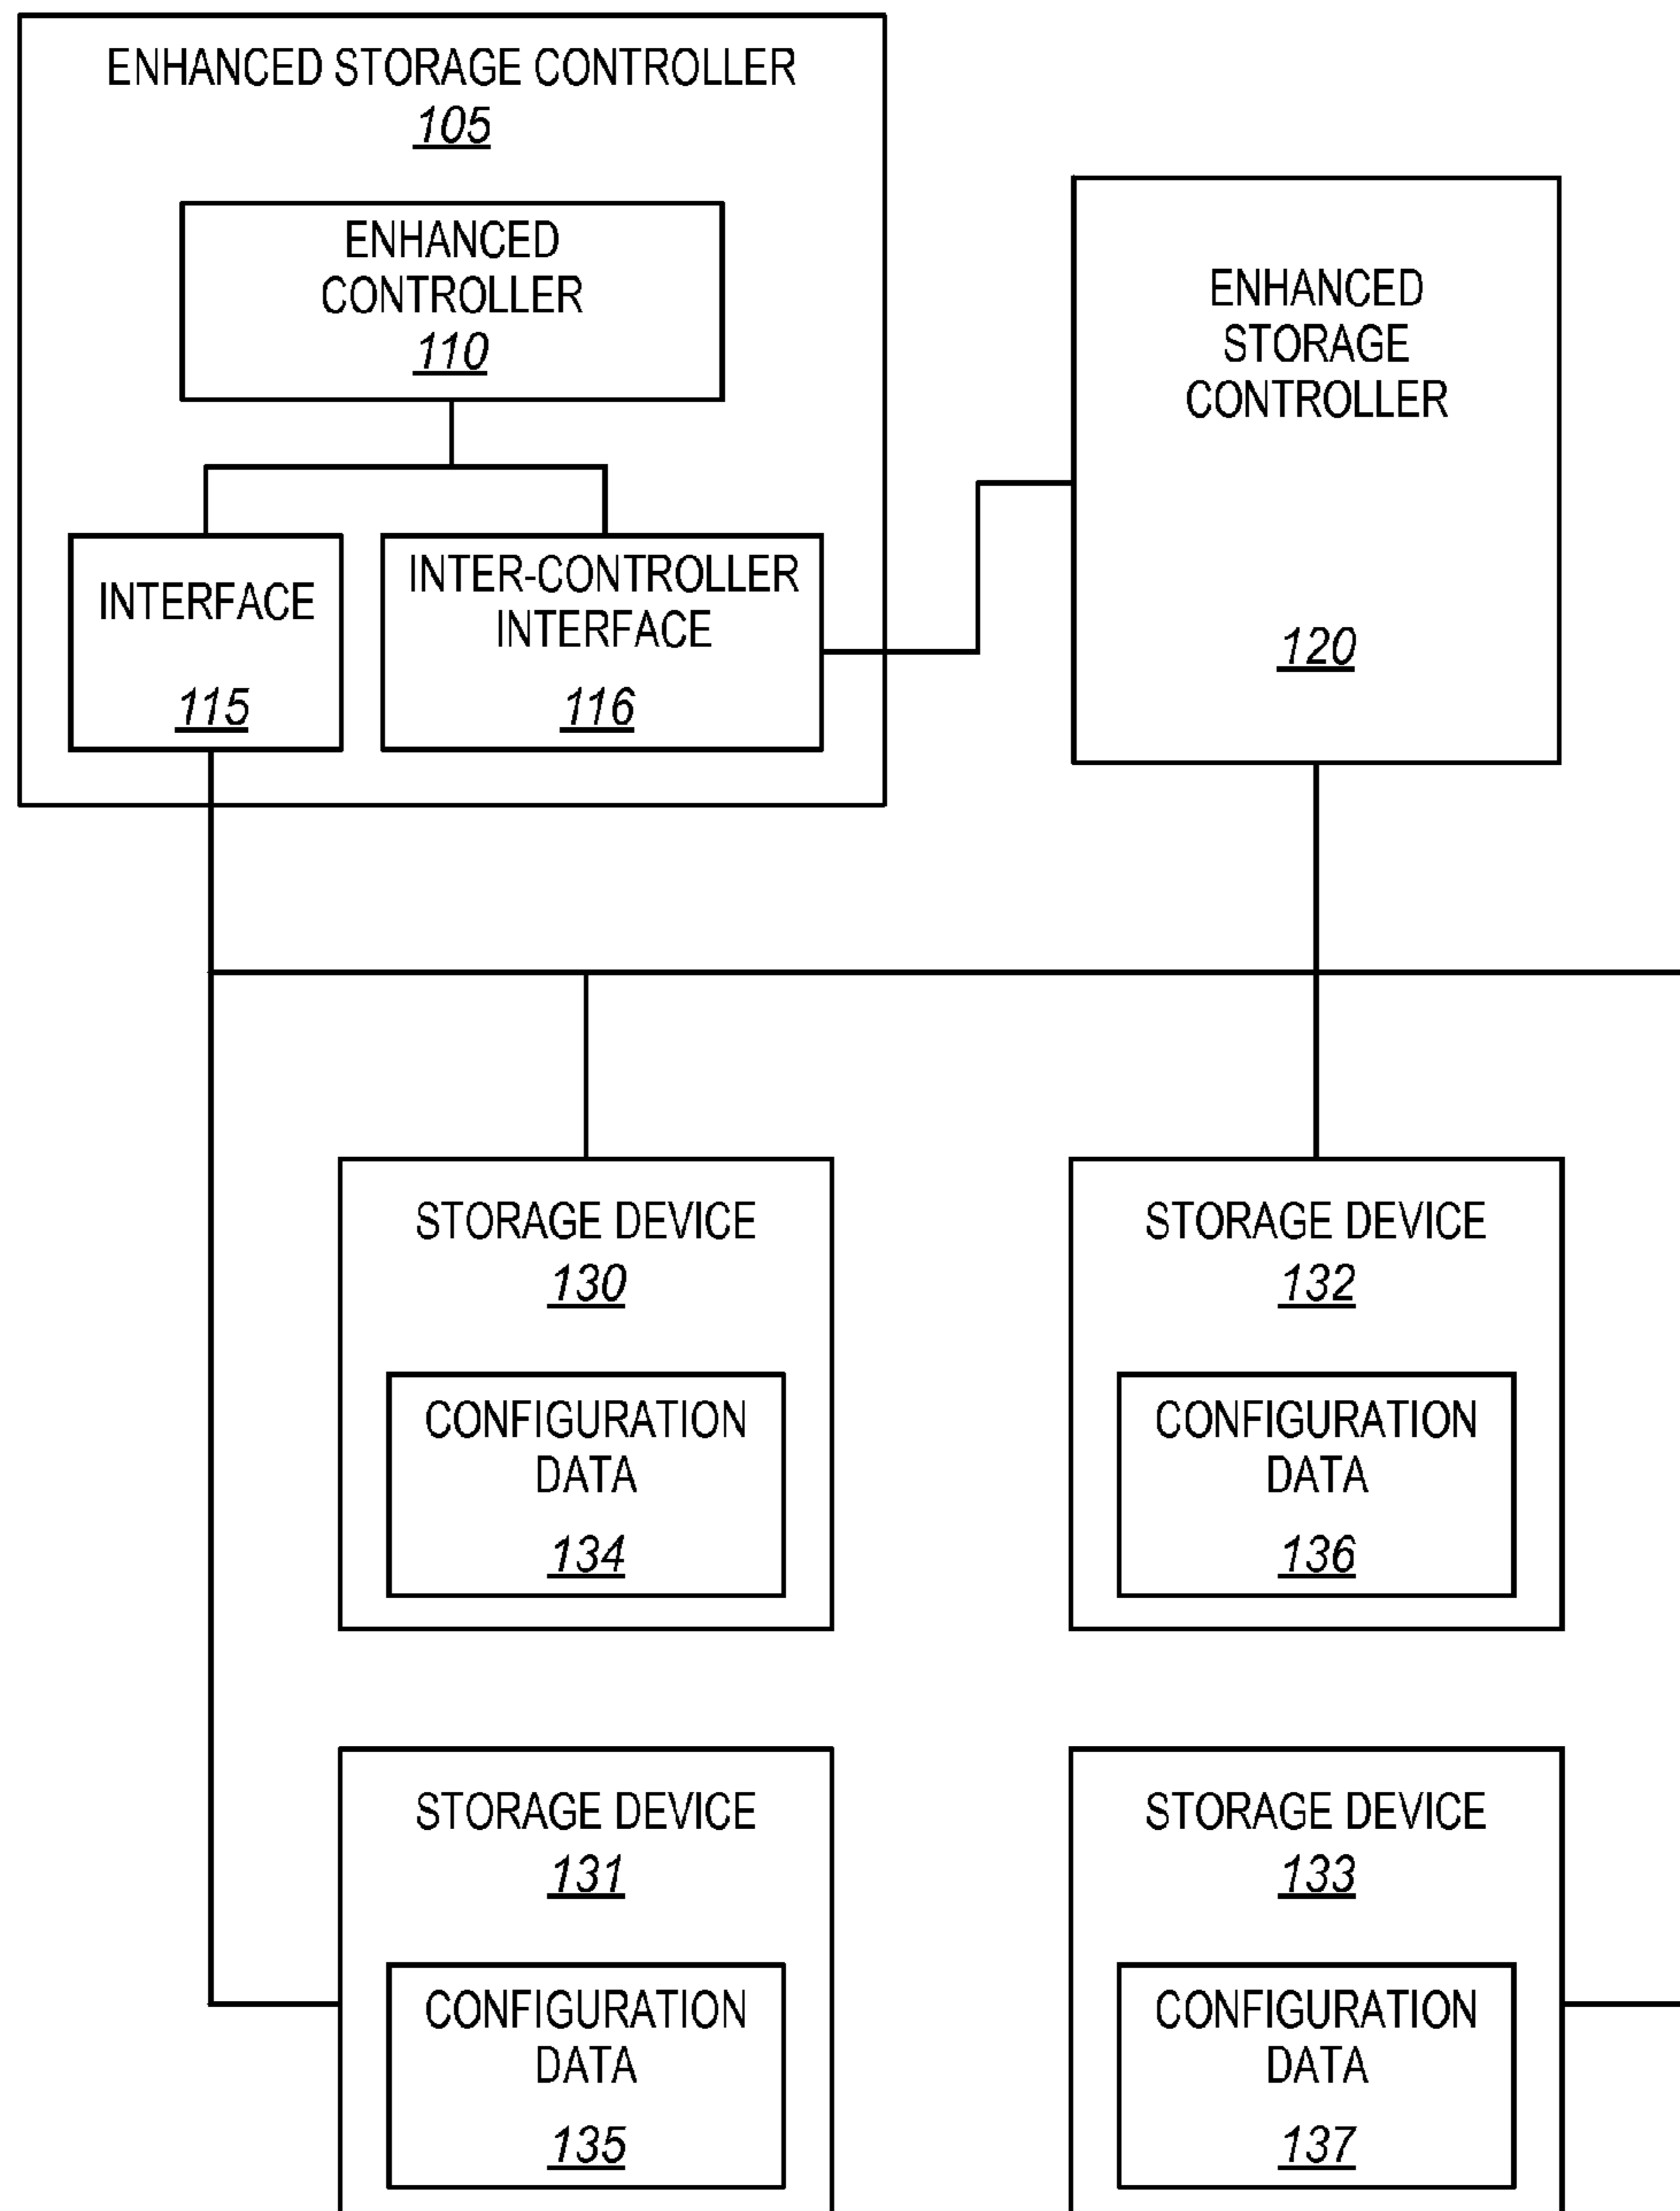 ENHANCED STORAGE CONTROLLER
105
ENHANCED
CONTROLLER
110
INTERFACE
115
INTER-CONTROLLER
INTERFACE
116
ENHANCED
STORAGE
CONTROLLER
120
STORAGE DEVICE
130
CONFIGURATION
DATA
134
STORAGE DEVICE
132
CONFIGURATION
DATA
136
STORAGE DEVICE
131
CONFIGURATION
DATA
135
STORAGE DEVICE
133
CONFIGURATION
DATA
137